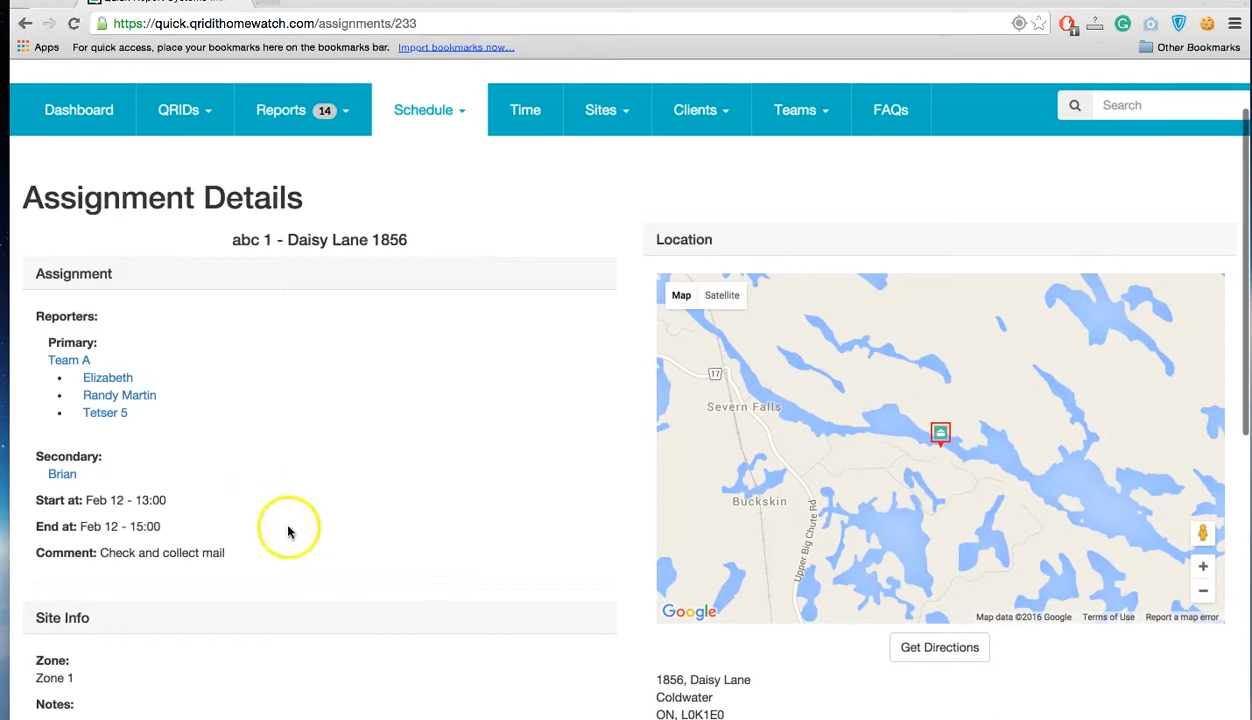 https://quick.qridithomewatch.com/assignments/233
Apps For quick access, place your bookmarks here on the bookmarks bar. Import bookmarks now... Other Bookmarks
Dashboard QRIDs Reports 14 Schedule Time Sites Clients Teams FAQs Search
Assignment Details
abc 1 - Daisy Lane 1856
Assignment
Reporters:
Primary:
Team A
• Elizabeth
• Randy Martin
• Tetser 5
Secondary:
Brian
Start at: Feb 12 - 13:00
End at: Feb 12 - 15:00
Comment: Check and collect mail
Site Info
Zone:
Zone 1
Notes:
Location
Map Satellite
17
Severn Falls
Buckskin
Upper Big Chute Rd
+
−
Google Map data ©2016 Google Terms of Use Report a map error
Get Directions
1856, Daisy Lane
Coldwater
ON, L0K1E0